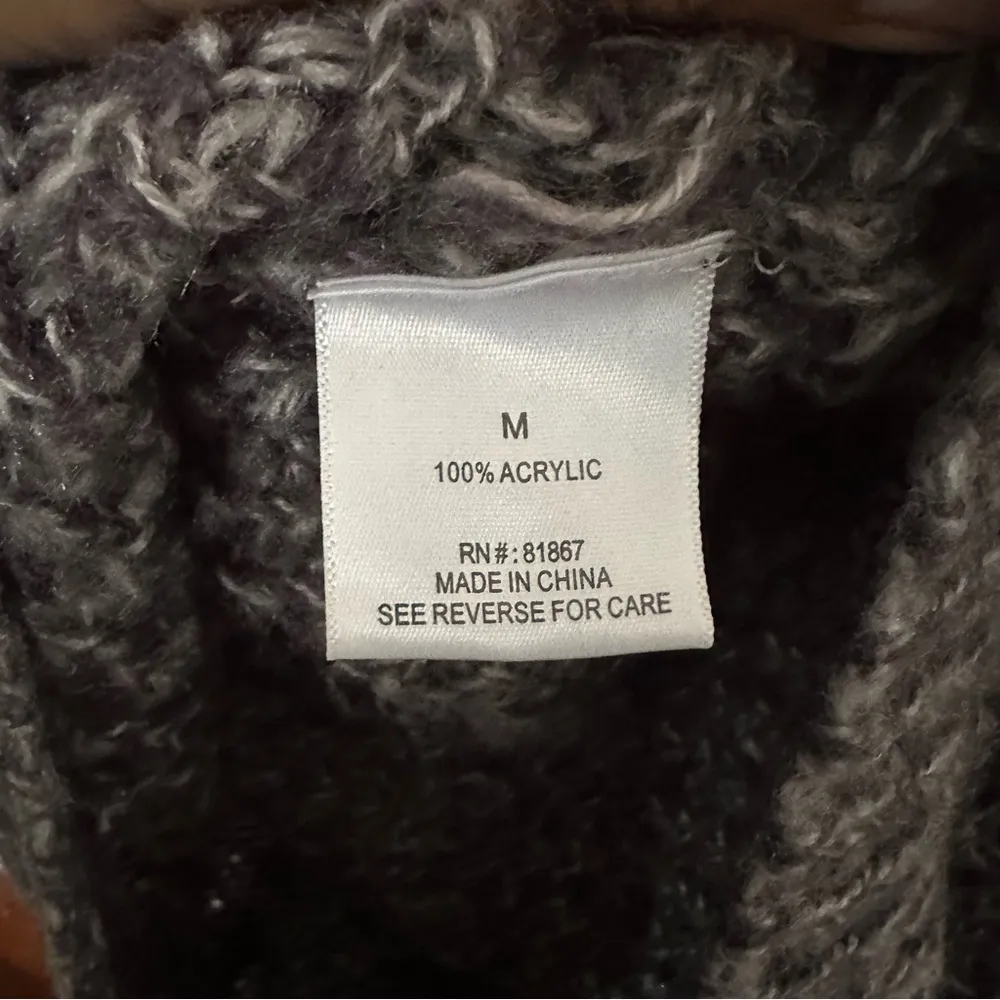 M
100% ACRYLIC
RN#: 81867
MADE IN CHINA
SEE REVERSE FOR CARE